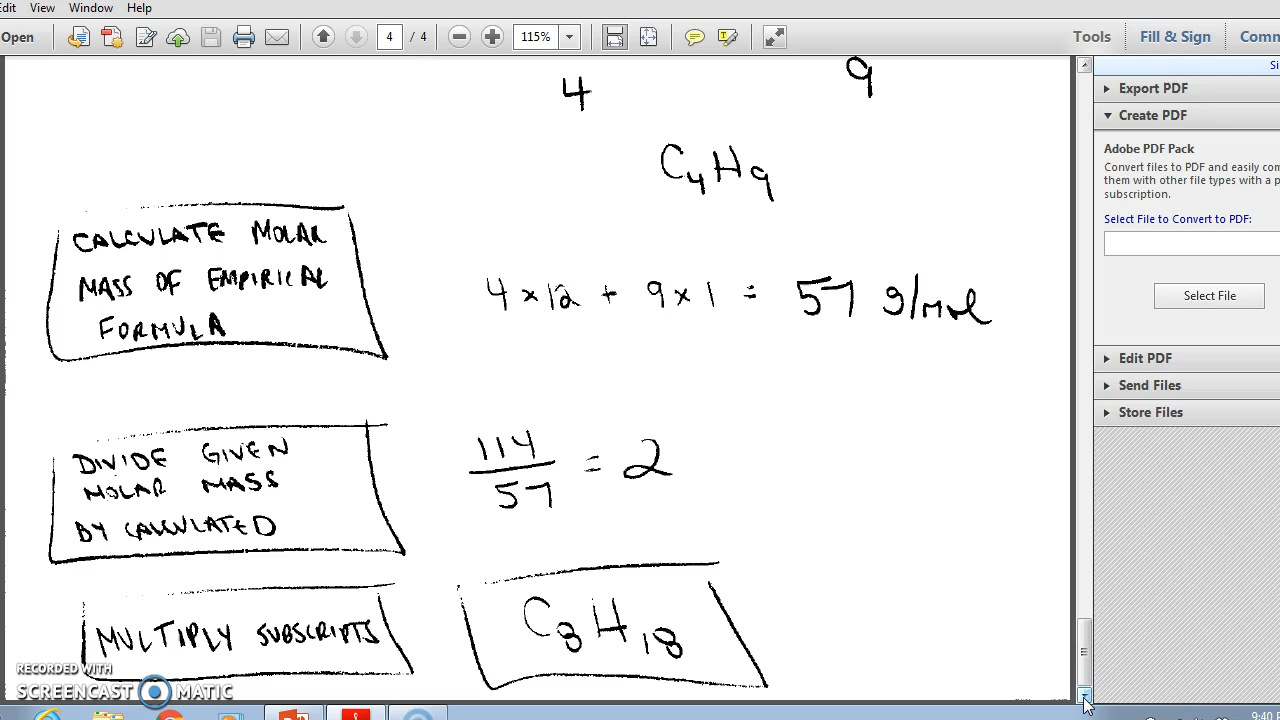 Edit View Window Help
Open 4 / 4 115% Tools Fill & Sign Comm
4 9
C4H9
CALCULATE MOLAR
MASS OF EMPIRICAL
FORMULA
4 × 12 + 9 × 1 = 57 g/mol
DIVIDE GIVEN
MOLAR MASS
BY CALCULATED
114
57
= 2
MULTIPLY SUBSCRIPTS
C8H18
Export PDF
Create PDF
Adobe PDF Pack
Convert files to PDF and easily com
them with other file types with a p
subscription.
Select File to Convert to PDF:
Select File
Edit PDF
Send Files
Store Files
RECORDED WITH
SCREENCAST MATIC
9:40 P